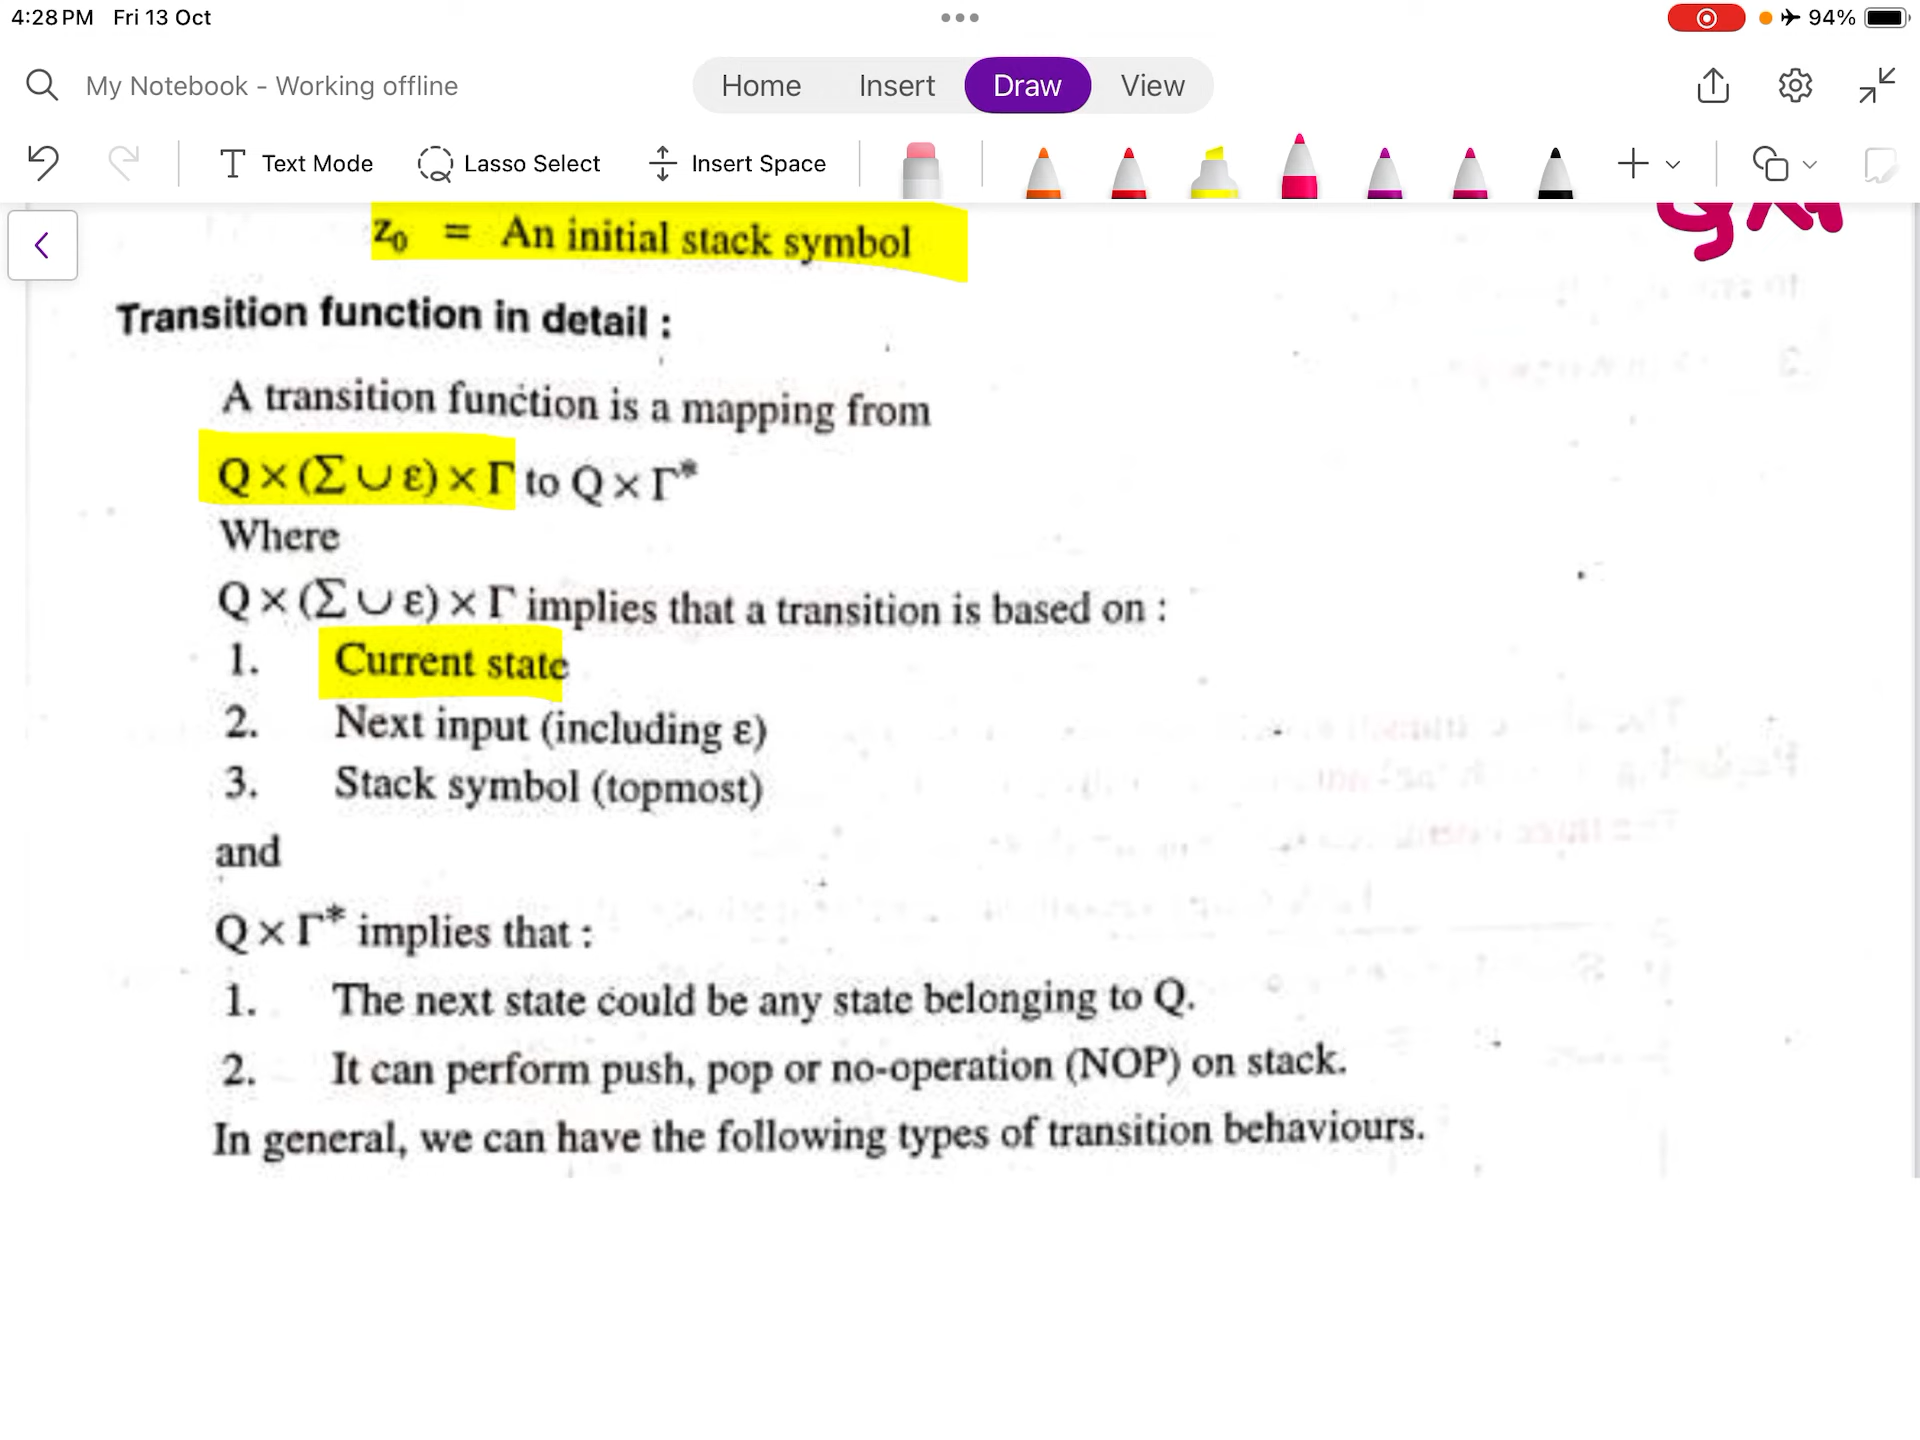 4:28 PM Fri 13 Oct
94%
My Notebook - Working offline
Home Insert Draw View
Text Mode Lasso Select Insert Space
z₀ = An initial stack symbol
Transition function in detail :
A transition function is a mapping from
Q × (Σ ∪ ε) × Γ to Q × Γ*
Where
Q × (Σ ∪ ε) × Γ implies that a transition is based on :
1. Current state
2. Next input (including ε)
3. Stack symbol (topmost)
and
Q × Γ* implies that :
1. The next state could be any state belonging to Q.
2. It can perform push, pop or no-operation (NOP) on stack.
In general, we can have the following types of transition behaviours.